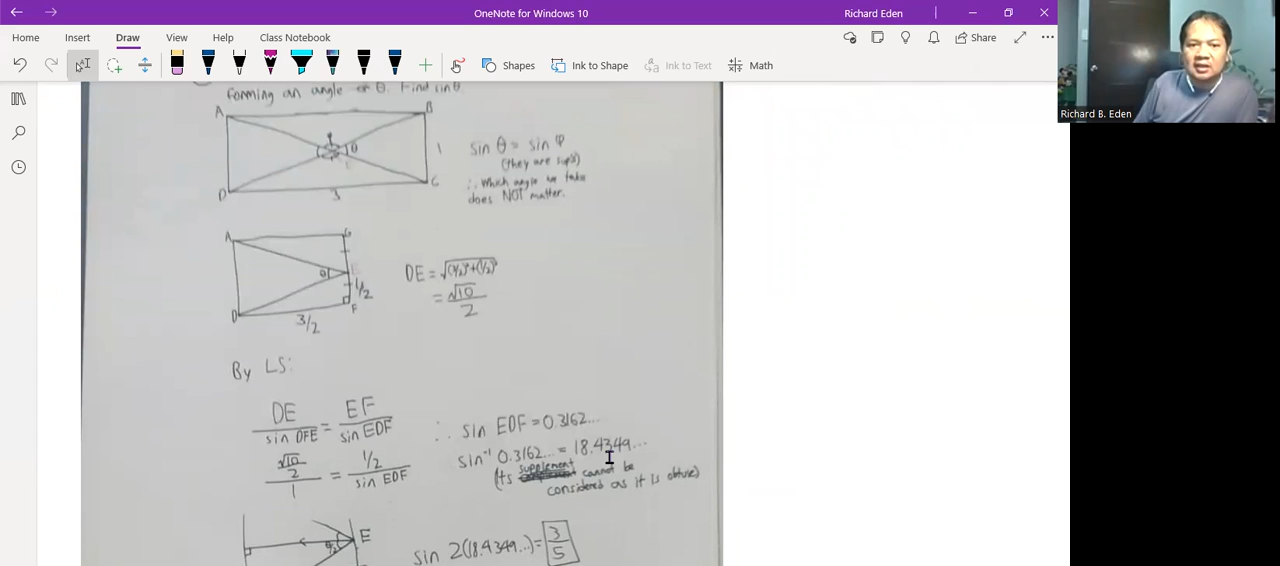 OneNote for Windows 10
Richard Eden
Home Insert Draw View Help Class Notebook
Share
Shapes Ink to Shape Ink to Text Math
Richard B. Eden
forming an angle of θ. Find sin θ.
A B
θ 1
D C
3
sin θ = sin φ
(they are sup's)
∴ which angle we take
does NOT matter.
A G
θ E
1/2
D F
3/2
DE = √(3/2)² + (1/2)²
= √10/2
By LS:
DE/sin DFE = EF/sin EDF
√10/2/1 = 1/2/sin EDF
∴ sin EDF = 0.3162...
sin⁻¹ 0.3162... = 18.4349...
(Its supplement cannot be
considered as it is obtuse)
E
θ/2
sin 2(18.4349...) = 3/5